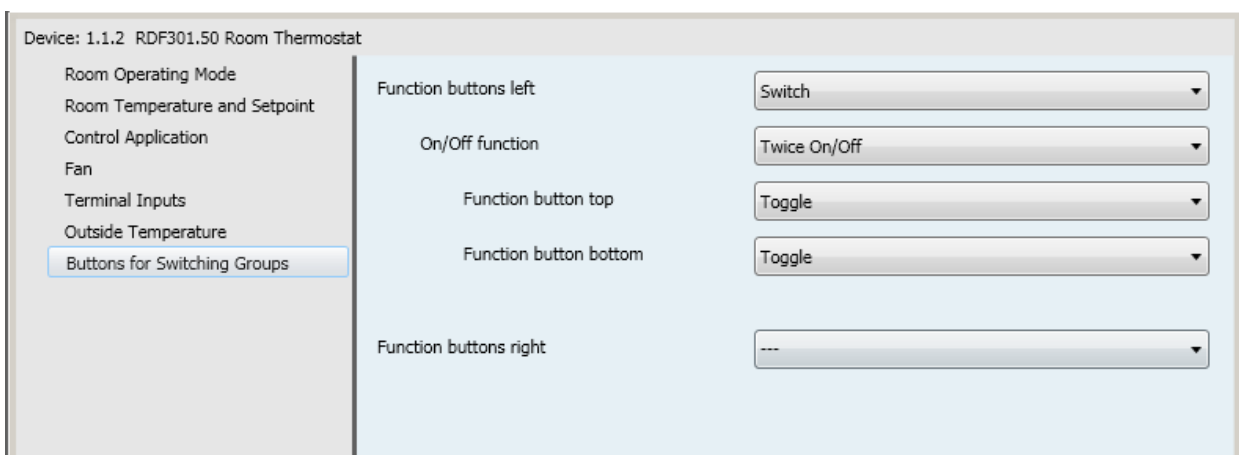 Device: 1.1.2 RDF301.50 Room Thermostat
Room Operating Mode
Room Temperature and Setpoint
Control Application
Fan
Terminal Inputs
Outside Temperature
Buttons for Switching Groups
Function buttons left
Switch
On/Off function
Twice On/Off
Function button top
Toggle
Function button bottom
Toggle
Function buttons right
---